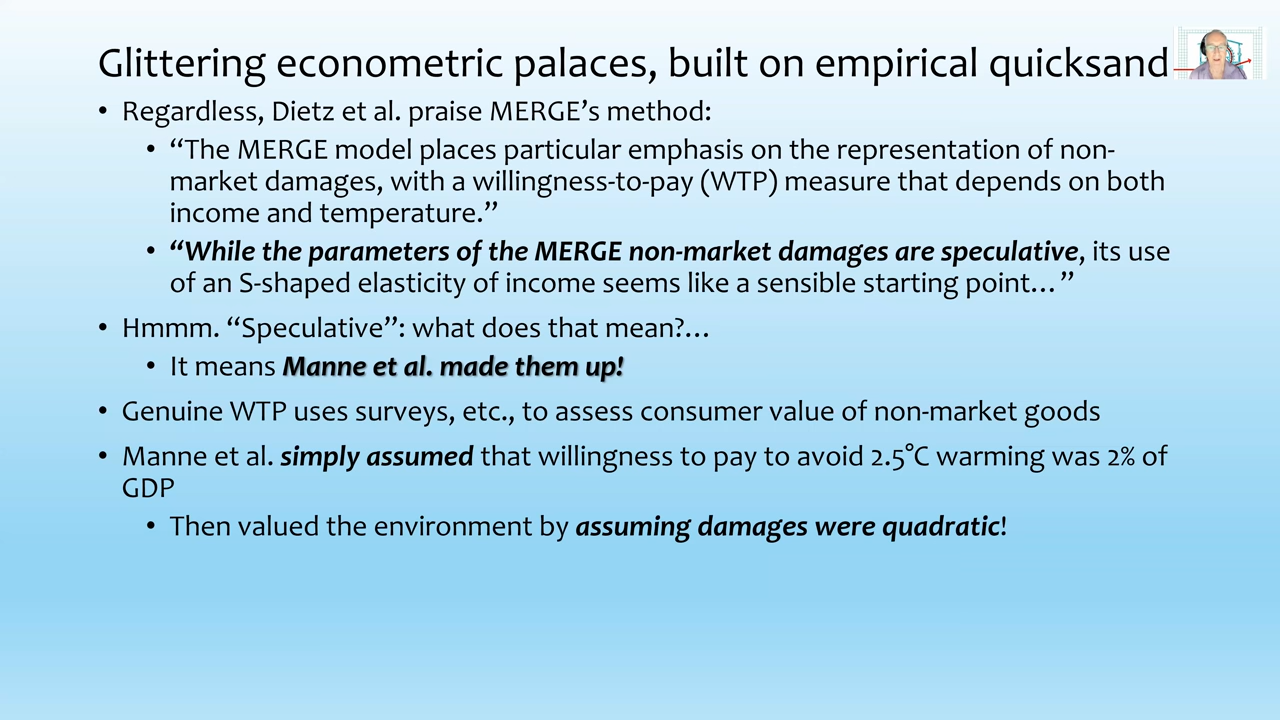 Glittering econometric palaces, built on empirical quicksand
• Regardless, Dietz et al. praise MERGE’s method:
• “The MERGE model places particular emphasis on the representation of non-
market damages, with a willingness-to-pay (WTP) measure that depends on both
income and temperature.”
• “While the parameters of the MERGE non-market damages are speculative, its use
of an S-shaped elasticity of income seems like a sensible starting point…”
• Hmmm. “Speculative”: what does that mean?…
• It means Manne et al. made them up!
• Genuine WTP uses surveys, etc., to assess consumer value of non-market goods
• Manne et al. simply assumed that willingness to pay to avoid 2.5°C warming was 2% of
GDP
• Then valued the environment by assuming damages were quadratic!